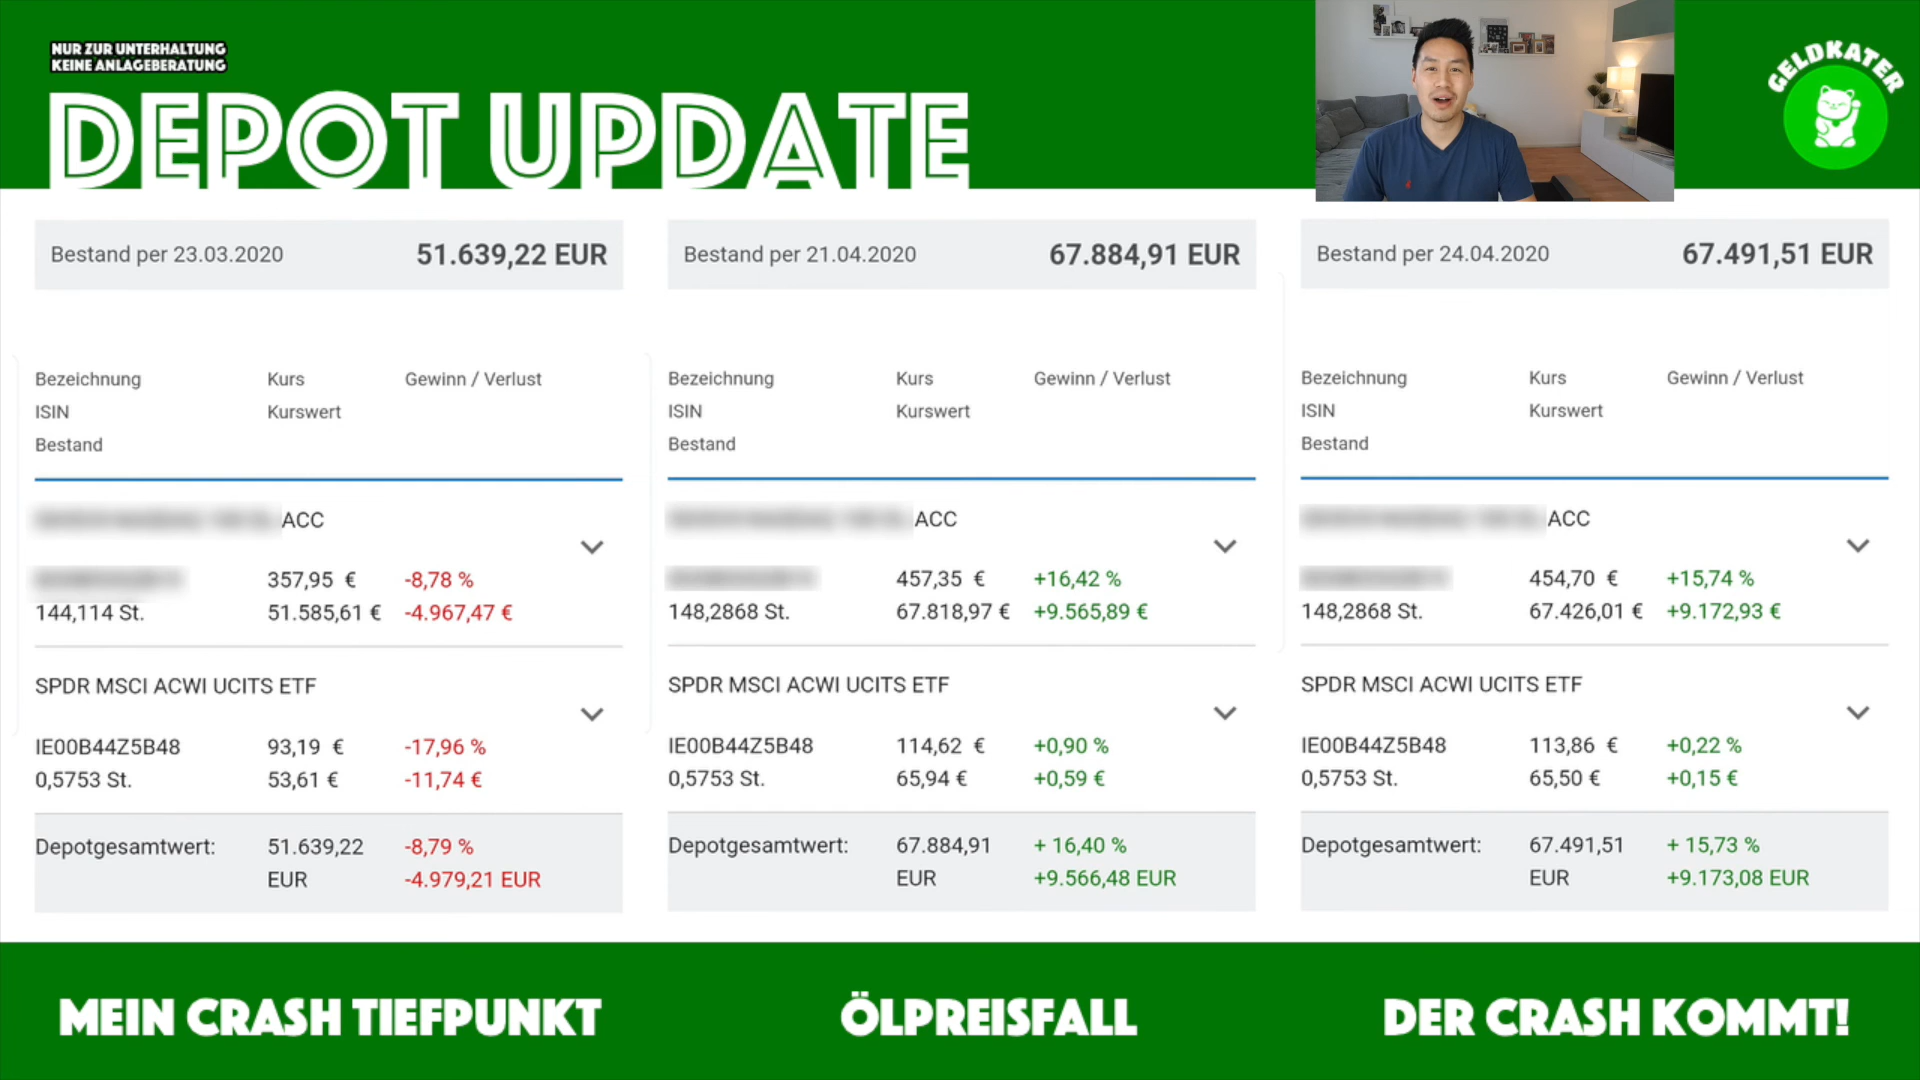 NUR ZUR UNTERHALTUNG
KEINE ANLAGEBERATUNG
DEPOT UPDATE
GELDKATER
Bestand per 23.03.2020 51.639,22 EUR
Bezeichnung Kurs Gewinn / Verlust
ISIN Kurswert
Bestand
ACC
357,95 € -8,78 %
144,114 St. 51.585,61 € -4.967,47 €
SPDR MSCI ACWI UCITS ETF
IE00B44Z5B48 93,19 € -17,96 %
0,5753 St. 53,61 € -11,74 €
Depotgesamtwert: 51.639,22 -8,79 %
EUR -4.979,21 EUR
MEIN CRASH TIEFPUNKT
Bestand per 21.04.2020 67.884,91 EUR
Bezeichnung Kurs Gewinn / Verlust
ISIN Kurswert
Bestand
ACC
457,35 € +16,42 %
148,2868 St. 67.818,97 € +9.565,89 €
SPDR MSCI ACWI UCITS ETF
IE00B44Z5B48 114,62 € +0,90 %
0,5753 St. 65,94 € +0,59 €
Depotgesamtwert: 67.884,91 + 16,40 %
EUR +9.566,48 EUR
ÖLPREISFALL
Bestand per 24.04.2020 67.491,51 EUR
Bezeichnung Kurs Gewinn / Verlust
ISIN Kurswert
Bestand
ACC
454,70 € +15,74 %
148,2868 St. 67.426,01 € +9.172,93 €
SPDR MSCI ACWI UCITS ETF
IE00B44Z5B48 113,86 € +0,22 %
0,5753 St. 65,50 € +0,15 €
Depotgesamtwert: 67.491,51 + 15,73 %
EUR +9.173,08 EUR
DER CRASH KOMMT!